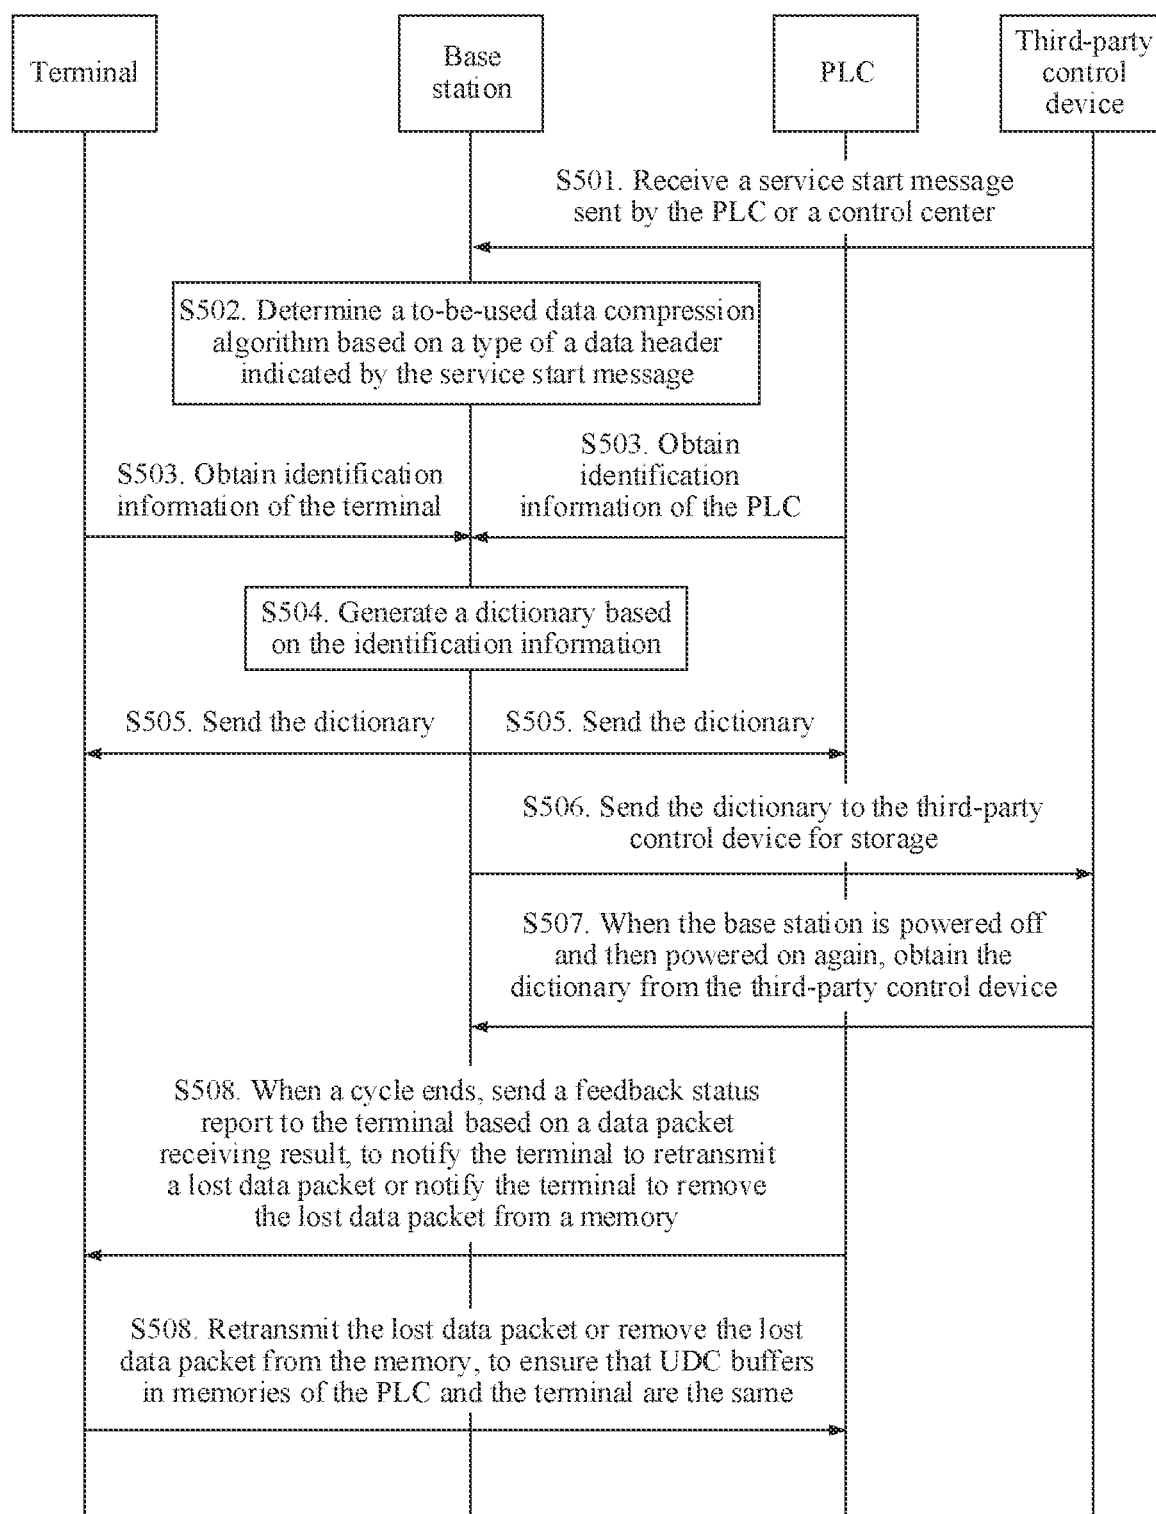 Terminal
Base
station
PLC
Third-party
control
device
S501. Receive a service start message
sent by the PLC or a control center
S502. Determine a to-be-used data compression
algorithm based on a type of a data header
indicated by the service start message
S503. Obtain identification
information of the terminal
S503. Obtain
identification
information of the PLC
S504. Generate a dictionary based
on the identification information
S505. Send the dictionary
S505. Send the dictionary
S506. Send the dictionary to the third-party
control device for storage
S507. When the base station is powered off
and then powered on again, obtain the
dictionary from the third-party control device
S508. When a cycle ends, send a feedback status
report to the terminal based on a data packet
receiving result, to notify the terminal to retransmit
a lost data packet or notify the terminal to remove
the lost data packet from a memory
S508. Retransmit the lost data packet or remove the lost
data packet from the memory, to ensure that UDC buffers
in memories of the PLC and the terminal are the same